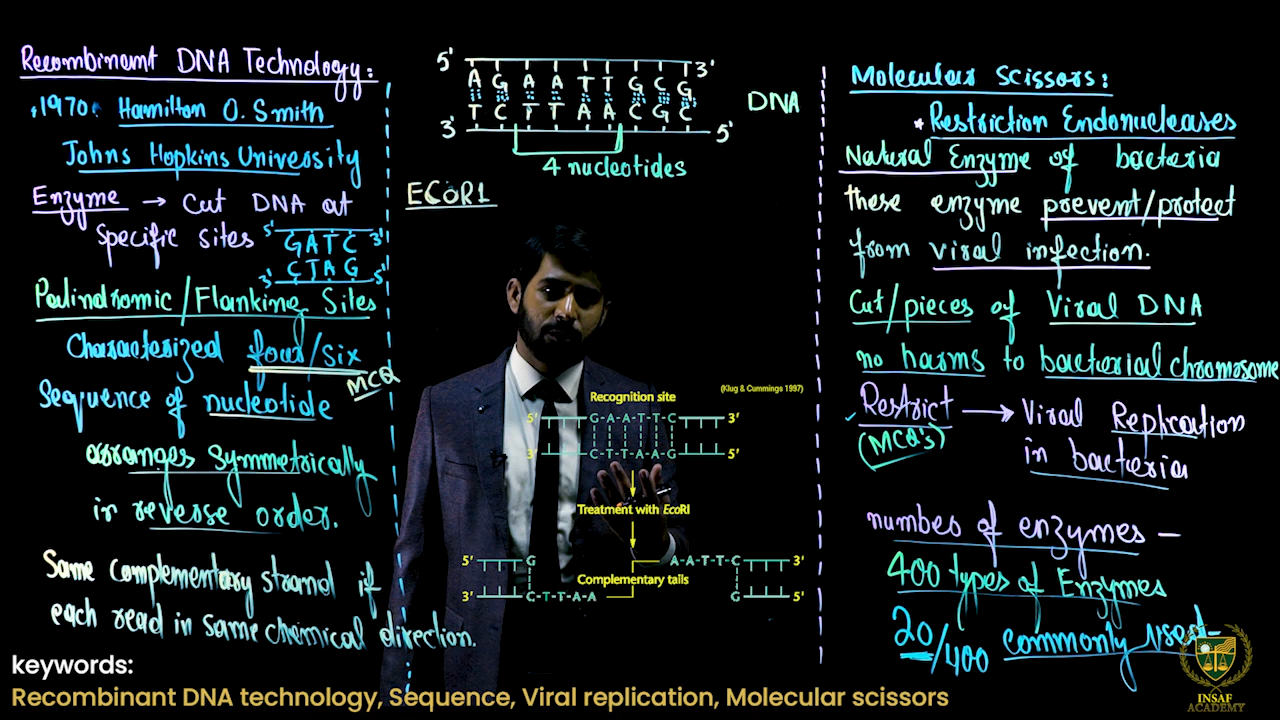 Recombinant DNA Technology:
1970: Hamilton O. Smith
Johns Hopkins University
Enzyme → Cut DNA at
Specific sites
5' 3'
GATC
CTAG
3' 5'
Palindromic/Flanking Sites
Characterized four/six
MCQ
Sequence of nucleotide
arranges Symmetrically
in reverse order.
Same complementary strand if
each read in same chemical direction.
5' 3'
A G A A T T G C G
T C T T A A C G C
3' 5'
DNA
4 nucleotides
ECOR1
(Klug & Cummings 1997)
Recognition site
5' G-A-A-T-T-C 3'
3' C-T-T-A-A-G 5'
Treatment with EcoRI
5' G A-A-T-T-C 3'
Complementary tails
3' C-T-T-A-A G 5'
Molecular Scissors:
* Restriction Endonucleases
Natural Enzyme of bacteria
these enzyme prevent/protect
from viral infection.
Cut/pieces of Viral DNA
no harms to bacterial chromosome
Restrict → Viral Replication
(MCQ's)
in bacteria
numbes of enzymes –
400 types of Enzymes
20/400 commonly used
INSAF
ACADEMY
keywords:
Recombinant DNA technology, Sequence, Viral replication, Molecular scissors